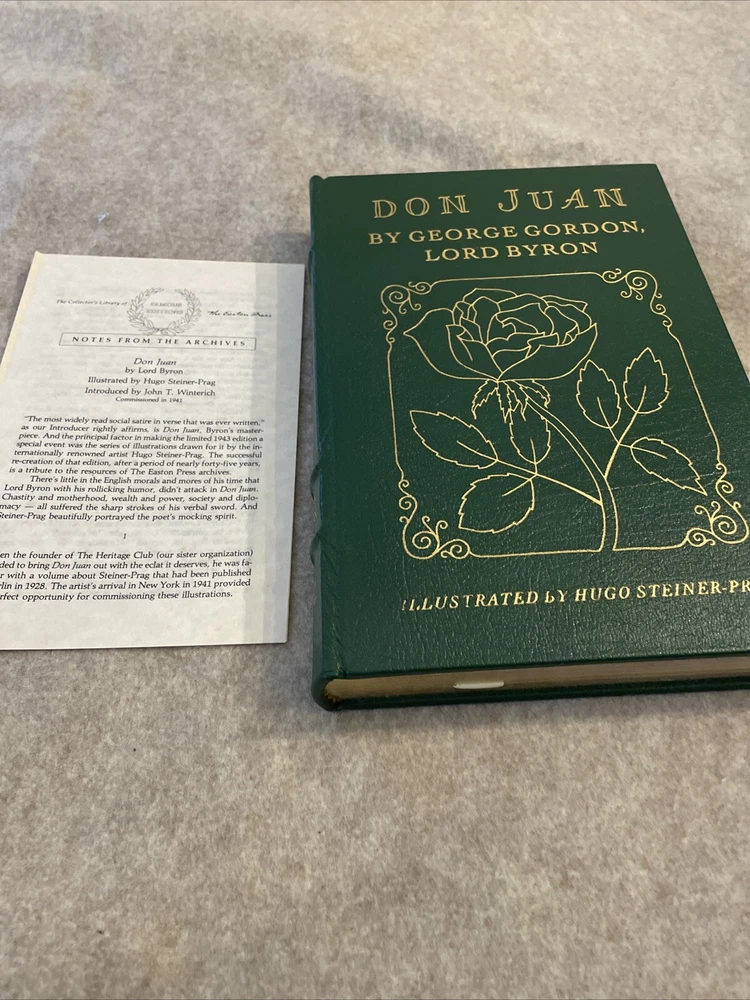 The Collector's Library of
FAMOUS
EDITIONS
The Easton Press
NOTES FROM THE ARCHIVES
Don Juan
by Lord Byron
Illustrated by Hugo Steiner-Prag
Introduced by John T. Winterich
Commissioned in 1941
"The most widely read social satire in verse that was ever written,"
as our Introducer rightly affirms, is Don Juan, Byron's master-
piece. And the principal factor in making the limited 1943 edition a
special event was the series of illustrations drawn for it by the in-
ternationally renowned artist Hugo Steiner-Prag. The successful
re-creation of that edition, after a period of nearly forty-five years,
is a tribute to the resources of The Easton Press archives.
There's little in the English morals and mores of his time that
Lord Byron with his rollicking humor, didn't attack in Don Juan.
Chastity and motherhood, wealth and power, society and diplo-
macy — all suffered the sharp strokes of his verbal sword. And
Steiner-Prag beautifully portrayed the poet's mocking spirit.
1
en the founder of The Heritage Club (our sister organization)
ded to bring Don Juan out with the eclat it deserves, he was fa-
r with a volume about Steiner-Prag that had been published
rlin in 1928. The artist's arrival in New York in 1941 provided
rfect opportunity for commissioning these illustrations.
DON JUAN
BY GEORGE GORDON,
LORD BYRON
ILLUSTRATED by HUGO STEINER-PR